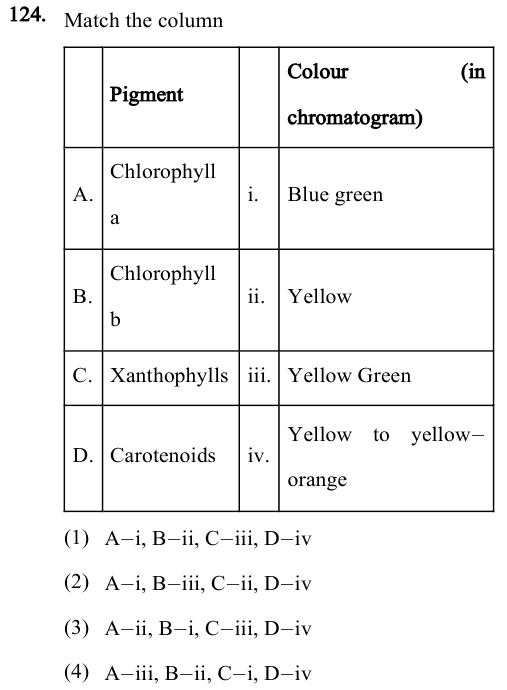 124. Match the column
Pigment
Colour (in
chromatogram)
A.
Chlorophyll
a
i.
Blue green
B.
Chlorophyll
b
ii.
Yellow
C. Xanthophylls iii. Yellow Green
D. Carotenoids iv.
Yellow to yellow–
orange
(1) A–i, B–ii, C–iii, D–iv
(2) A–i, B–iii, C–ii, D–iv
(3) A–ii, B–i, C–iii, D–iv
(4) A–iii, B–ii, C–i, D–iv